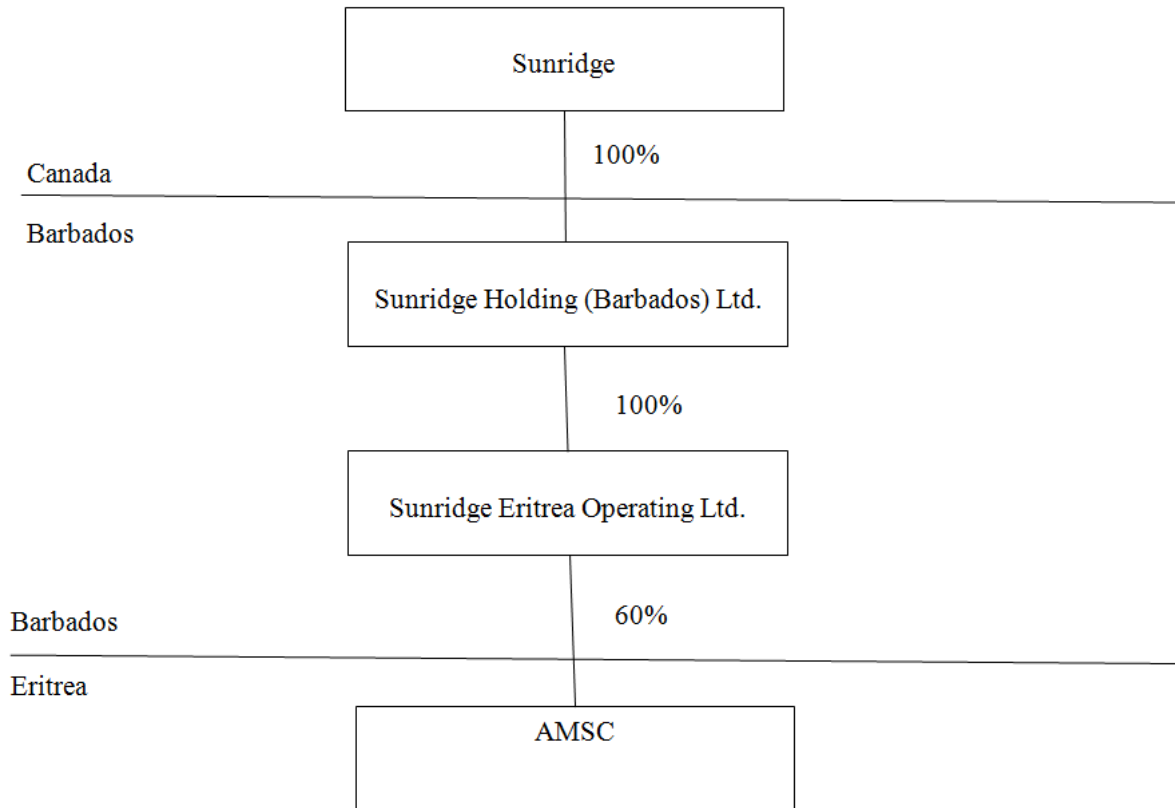 Sunridge
100%
Canada
Barbados
Sunridge Holding (Barbados) Ltd.
100%
Sunridge Eritrea Operating Ltd.
60%
Barbados
Eritrea
AMSC